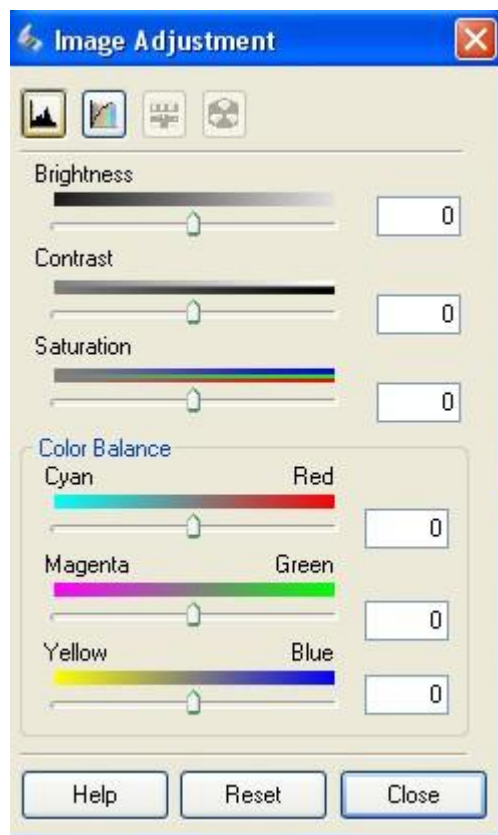 Image Adjustment
Brightness
0
Contrast
0
Saturation
0
Color Balance
Cyan Red
0
Magenta Green
0
Yellow Blue
0
Help Reset Close